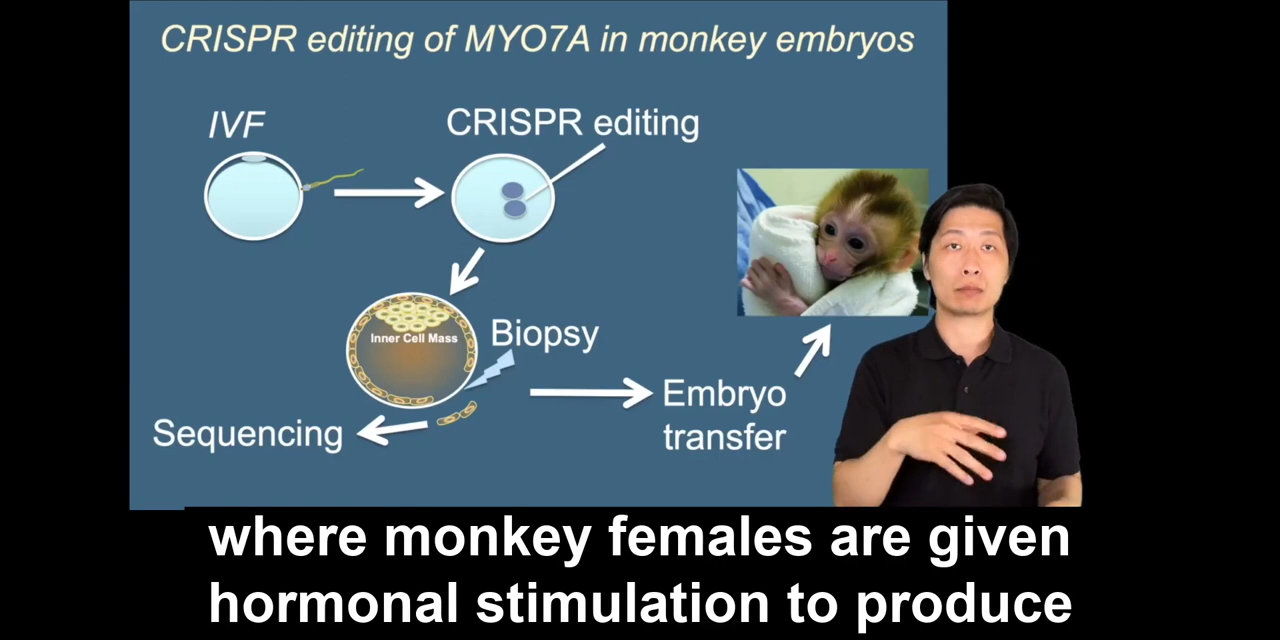 CRISPR editing of MYO7A in monkey embryos
IVF
CRISPR editing
Inner Cell Mass
Biopsy
Sequencing
Embryo
transfer
where monkey females are given
hormonal stimulation to produce